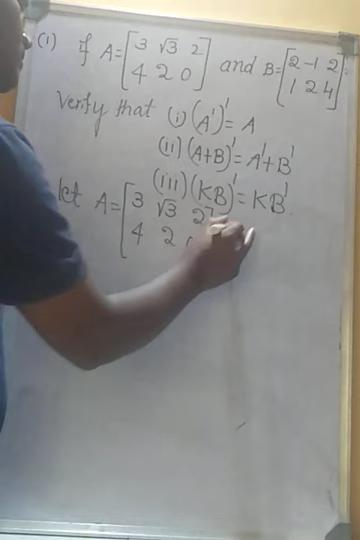 (1) if A=[3 √3 2 and B=[2 -1 2
4 2 0] 1 2 4]
Verify that (i) (A')' = A
(ii) (A+B)' = A'+B'
(iii) (KB)' = KB'.
let A=[3 √3 2
4 2